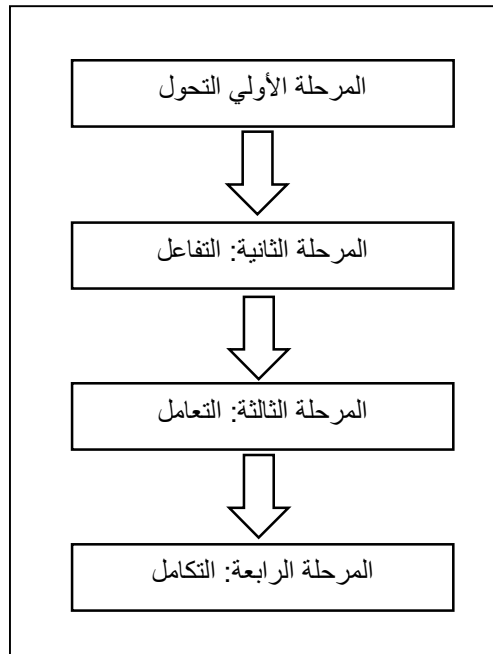 المرحلة الأولي التحول
المرحلة الثانية: التفاعل
المرحلة الثالثة: التعامل
المرحلة الرابعة: التكامل